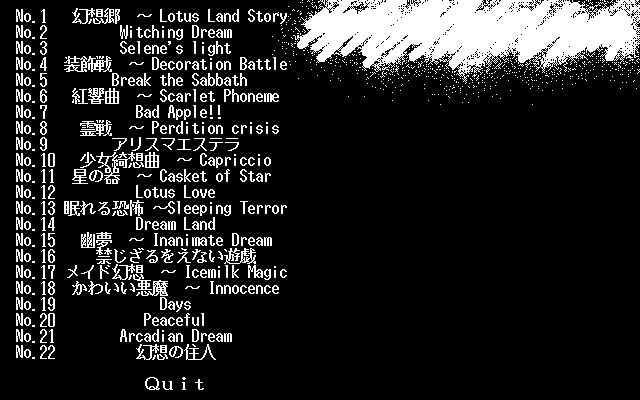 No.1 幻想郷 ～ Lotus Land Story
No.2 Witching Dream
No.3 Selene's light
No.4 装飾戦 ～ Decoration Battle
No.5 Break the Sabbath
No.6 紅響曲 ～ Scarlet Phoneme
No.7 Bad Apple!!
No.8 霊戦 ～ Perdition crisis
No.9 アリスマエステラ
No.10 少女綺想曲 ～ Capriccio
No.11 星の器 ～ Casket of Star
No.12 Lotus Love
No.13 眠れる恐怖 ～Sleeping Terror
No.14 Dream Land
No.15 幽夢 ～ Inanimate Dream
No.16 禁じざるをえない遊戯
No.17 メイド幻想 ～ Icemilk Magic
No.18 かわいい悪魔 ～ Innocence
No.19 Days
No.20 Peaceful
No.21 Arcadian Dream
No.22 幻想の住人
Quit